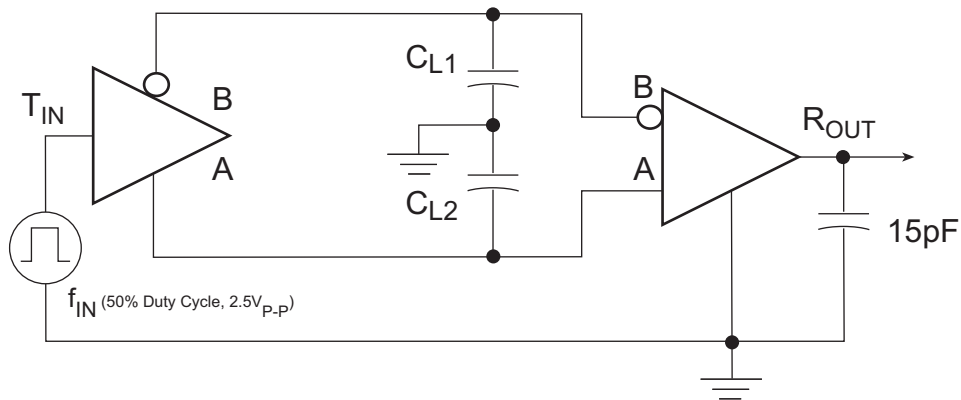 C_L1
B
T_IN
B
A
R_OUT
A
C_L2
15pF
f_IN (50% Duty Cycle, 2.5V_P-P)